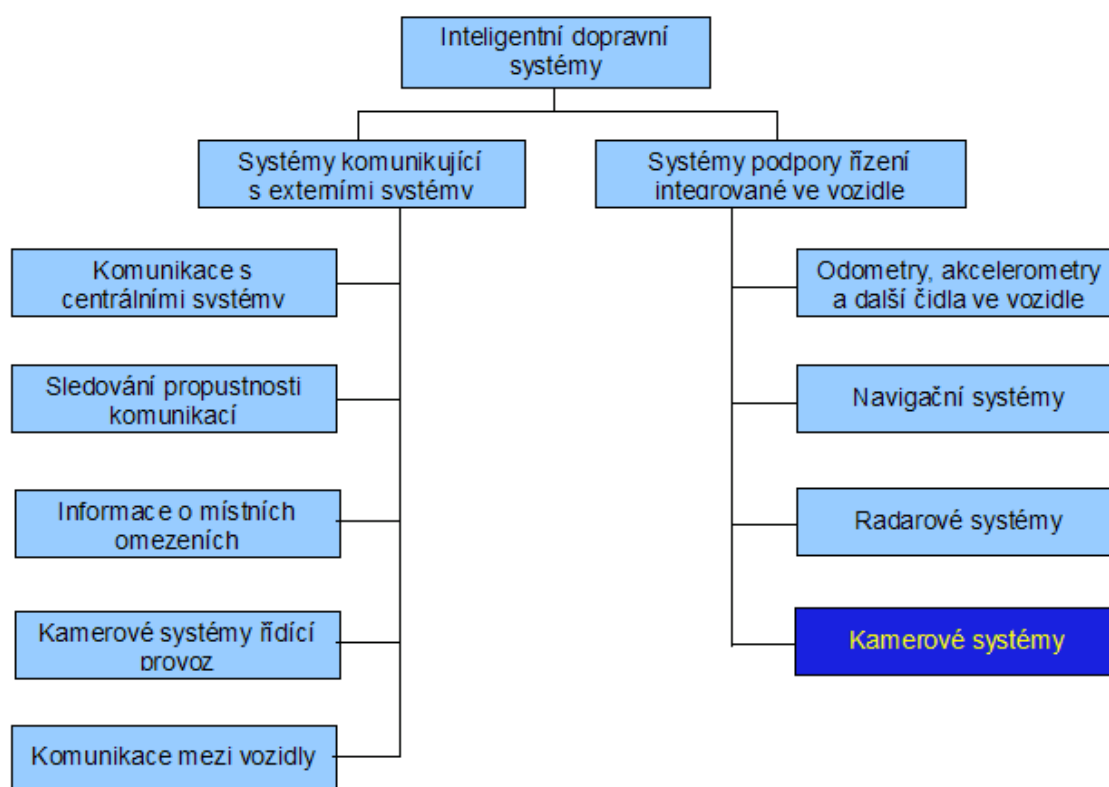 Inteligentní dopravní
systémy
Systémy komunikující
s externími systémy
Systémy podpory řízení
integrované ve vozidle
Komunikace s
centrálními systémy
Sledování propustnosti
komunikací
Informace o místních
omezeních
Kamerové systémy řídící
provoz
Komunikace mezi vozidly
Odometry, akcelerometry
a další čidla ve vozidle
Navigační systémy
Radarové systémy
Kamerové systémy